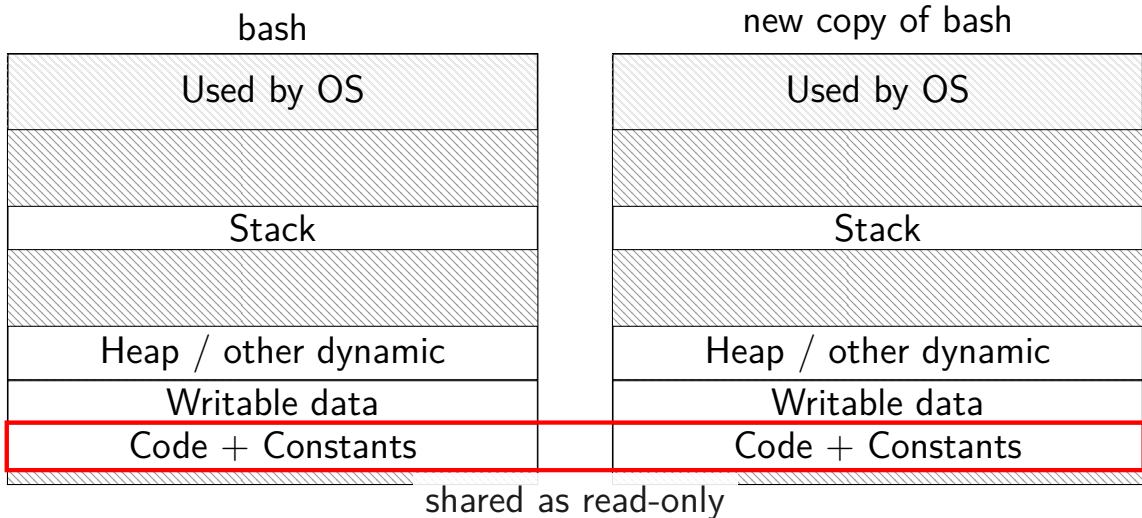 bash
Used by OS
Stack
Heap / other dynamic
Writable data
Code + Constants
new copy of bash
Used by OS
Stack
Heap / other dynamic
Writable data
Code + Constants
shared as read-only